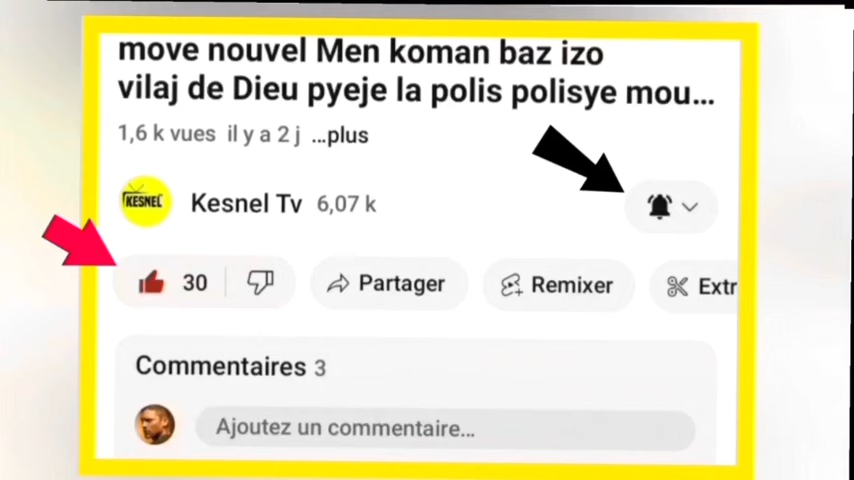 move nouvel Men koman baz izo
vilaj de Dieu pyeje la polis polisye mou...
1,6 k vues il y a 2 j ...plus
KESNEL
Kesnel Tv 6,07 k
30 Partager Remixer Extr
Commentaires 3
Ajoutez un commentaire...